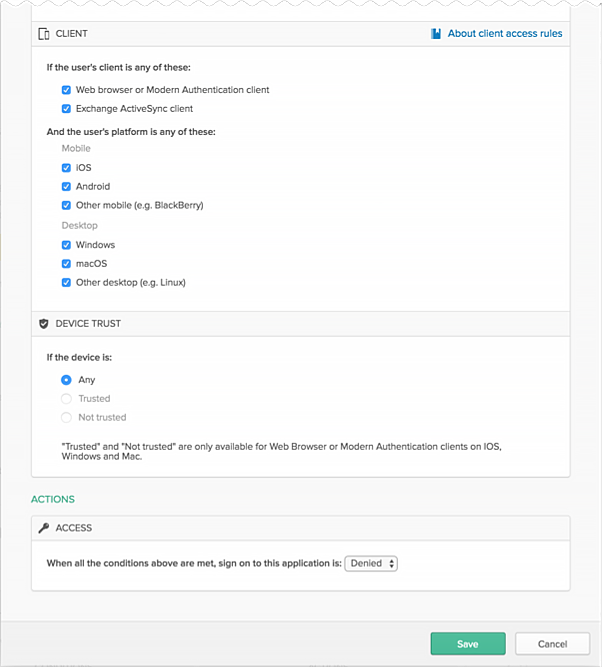 CLIENT
About client access rules
If the user's client is any of these:
Web browser or Modern Authentication client
Exchange ActiveSync client
And the user's platform is any of these:
Mobile
iOS
Android
Other mobile (e.g. BlackBerry)
Desktop
Windows
macOS
Other desktop (e.g. Linux)
DEVICE TRUST
If the device is:
Any
Trusted
Not trusted
"Trusted" and "Not trusted" are only available for Web Browser or Modern Authentication clients on IOS,
Windows and Mac.
ACTIONS
ACCESS
When all the conditions above are met, sign on to this application is: Denied
Save
Cancel